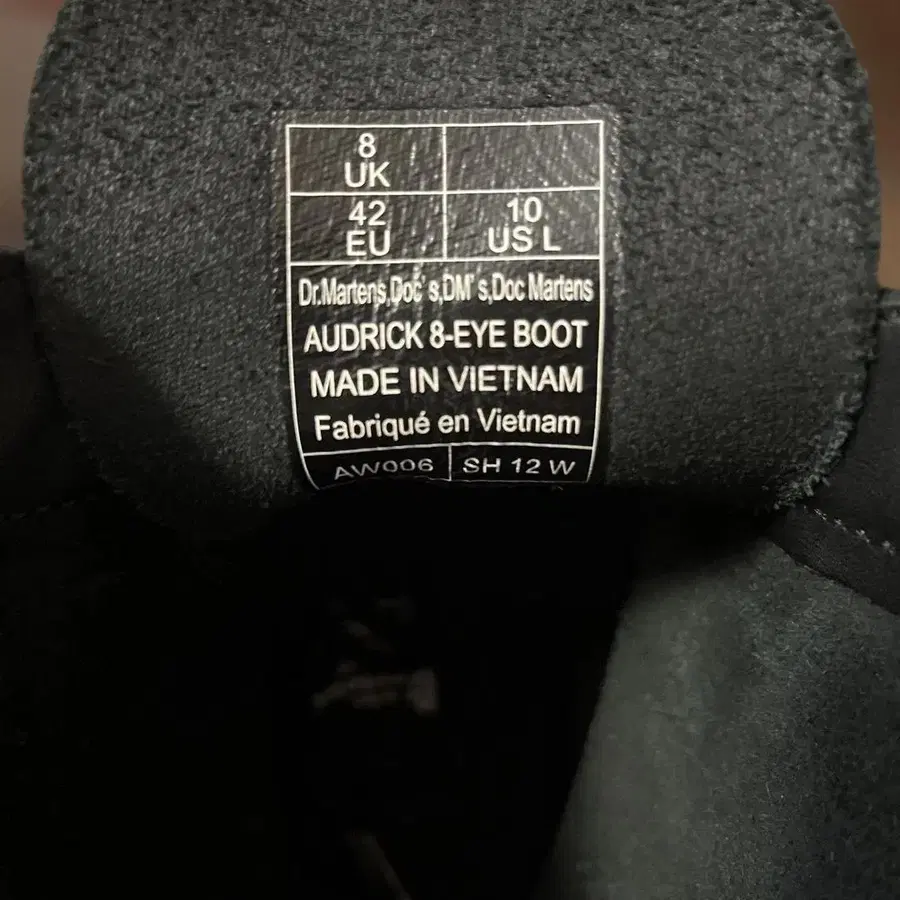 8
UK
42
EU
10
US L
Dr.Martens,Doc's,DM's,Doc Martens
AUDRICK 8-EYE BOOT
MADE IN VIETNAM
Fabriqué en Vietnam
AW006
SH 12 W